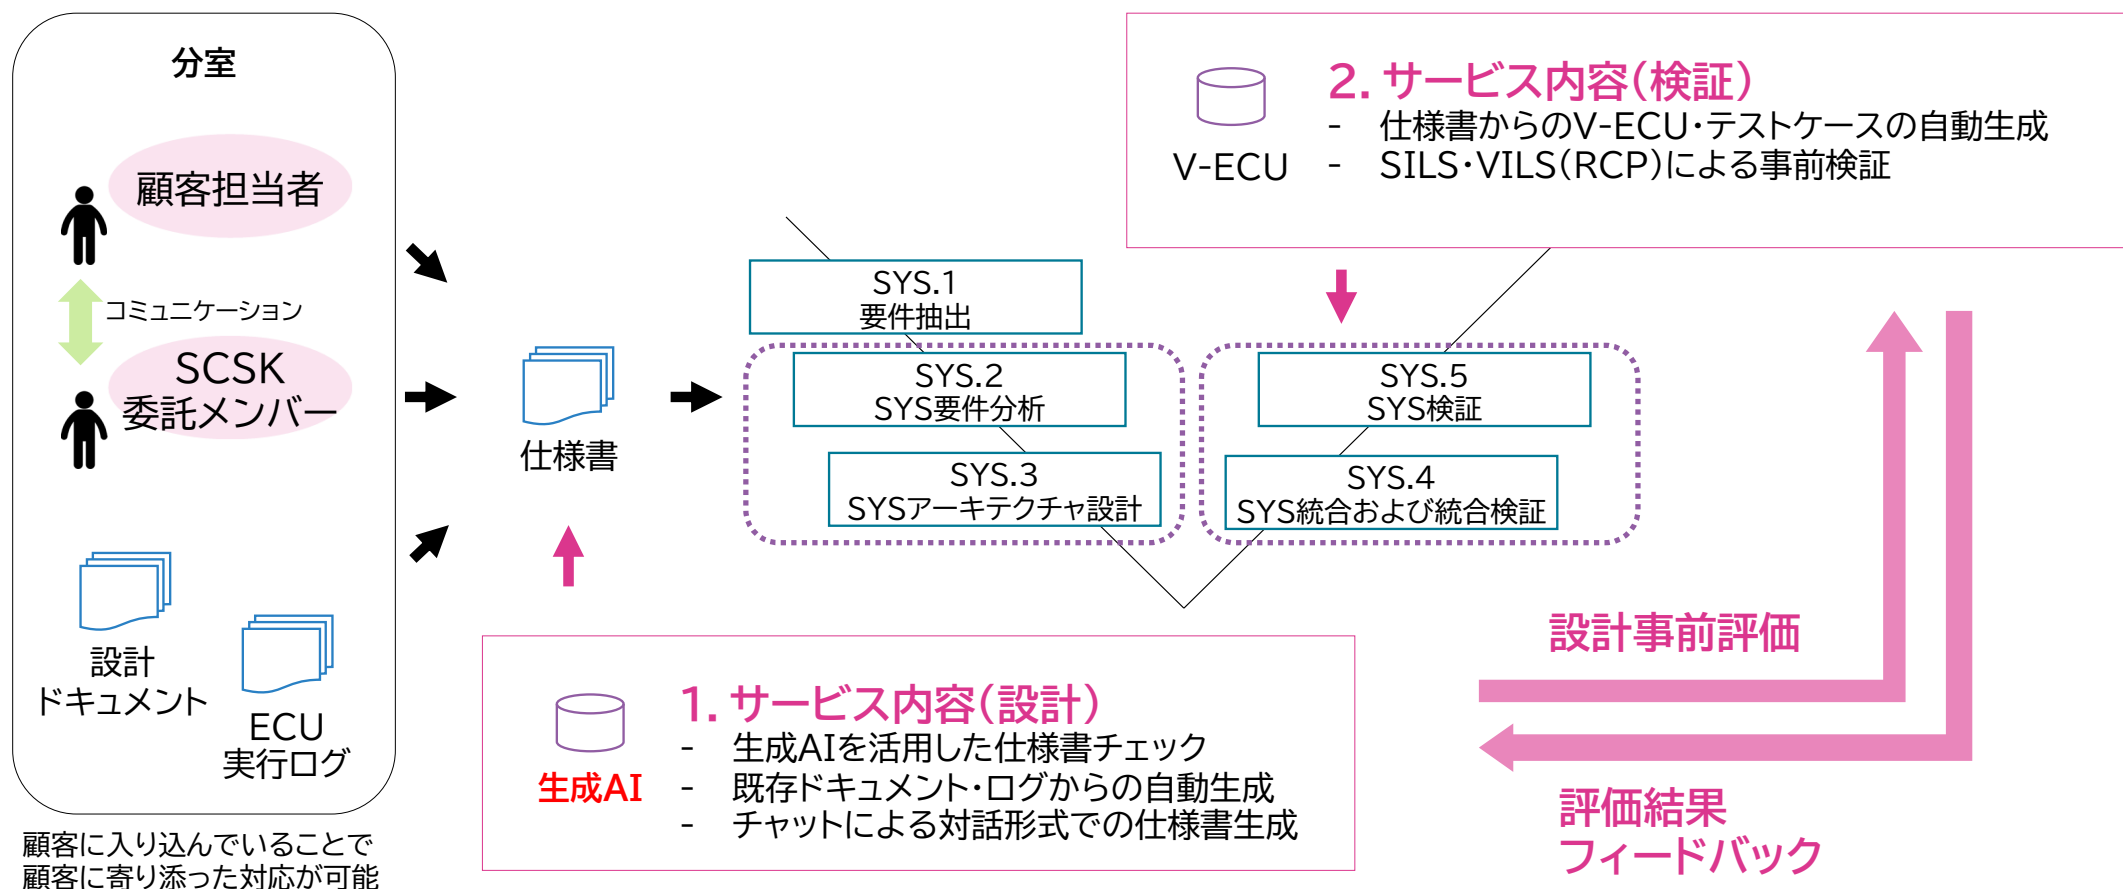 分室
顧客担当者
コミュニケーション
SCSK
委託メンバー
設計
ドキュメント
ECU
実行ログ
顧客に入り込んでいることで
顧客に寄り添った対応が可能
仕様書
SYS.1
要件抽出
SYS.2
SYS要件分析
SYS.3
SYSアーキテクチャ設計
SYS.5
SYS検証
SYS.4
SYS統合および統合検証
V-ECU
2. サービス内容(検証)
- 仕様書からのV-ECU・テストケースの自動生成
- SILS・VILS(RCP)による事前検証
生成AI
1. サービス内容(設計)
- 生成AIを活用した仕様書チェック
- 既存ドキュメント・ログからの自動生成
- チャットによる対話形式での仕様書生成
設計事前評価
評価結果
フィードバック